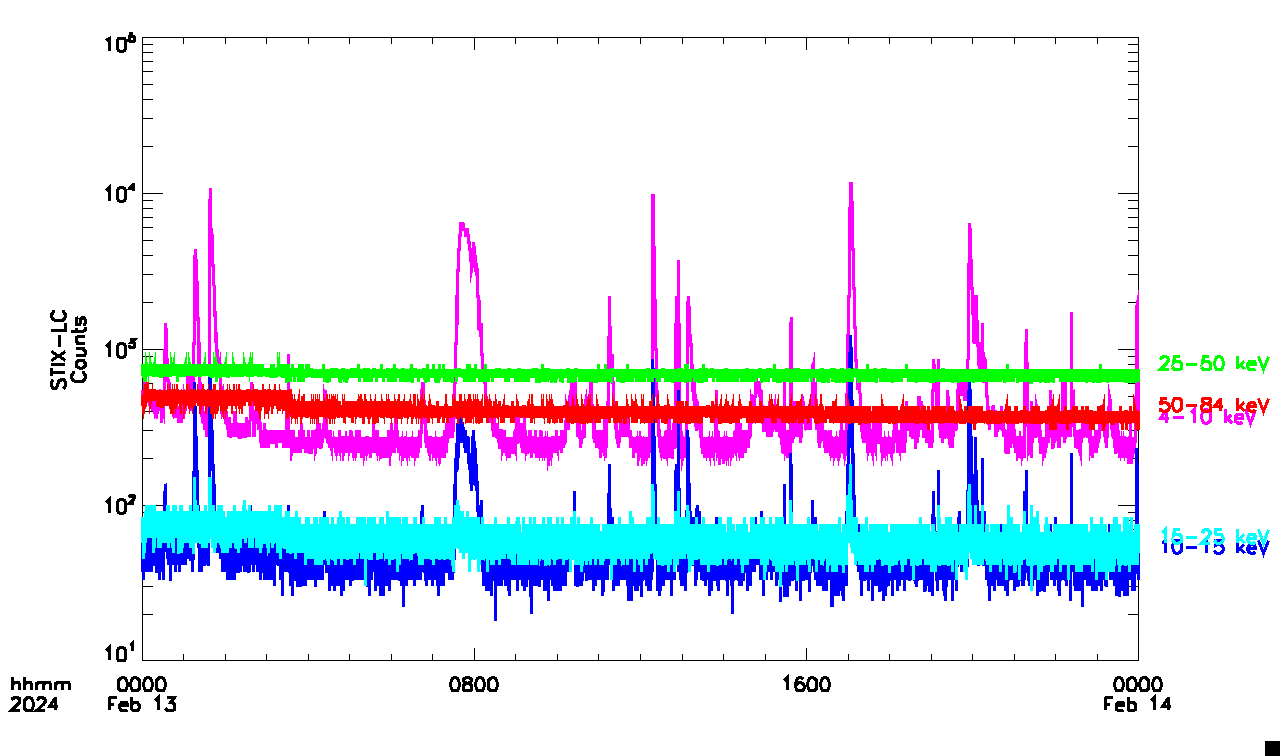 10^6
10^4
10^3
10^2
10^1
STIX-LC
Counts
25-50 keV
50-84 keV
4-10 keV
15-25 keV
10-15 keV
hhmm 0000 0800 1600 0000
2024 Feb 13 Feb 14